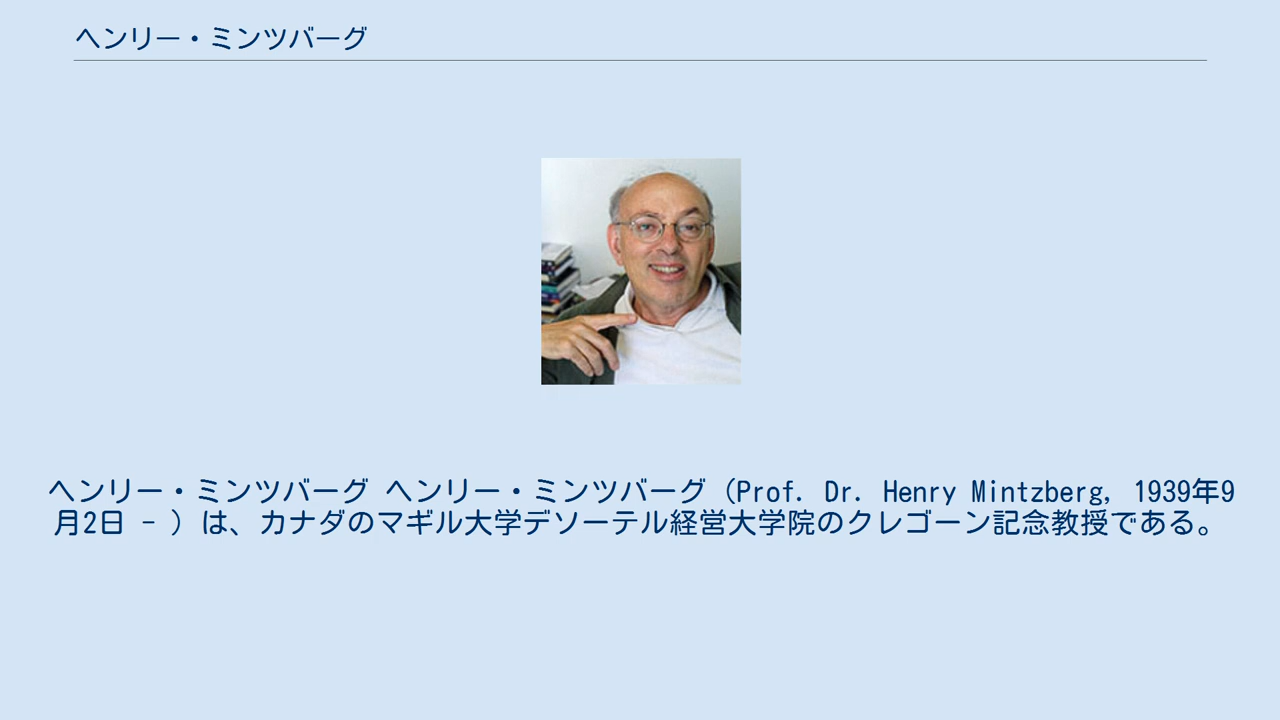 ヘンリー・ミンツバーグ
ヘンリー・ミンツバーグ ヘンリー・ミンツバーグ（Prof. Dr. Henry Mintzberg, 1939年9
月2日 - ）は、カナダのマギル大学デソーテル経営大学院のクレゴーン記念教授である。